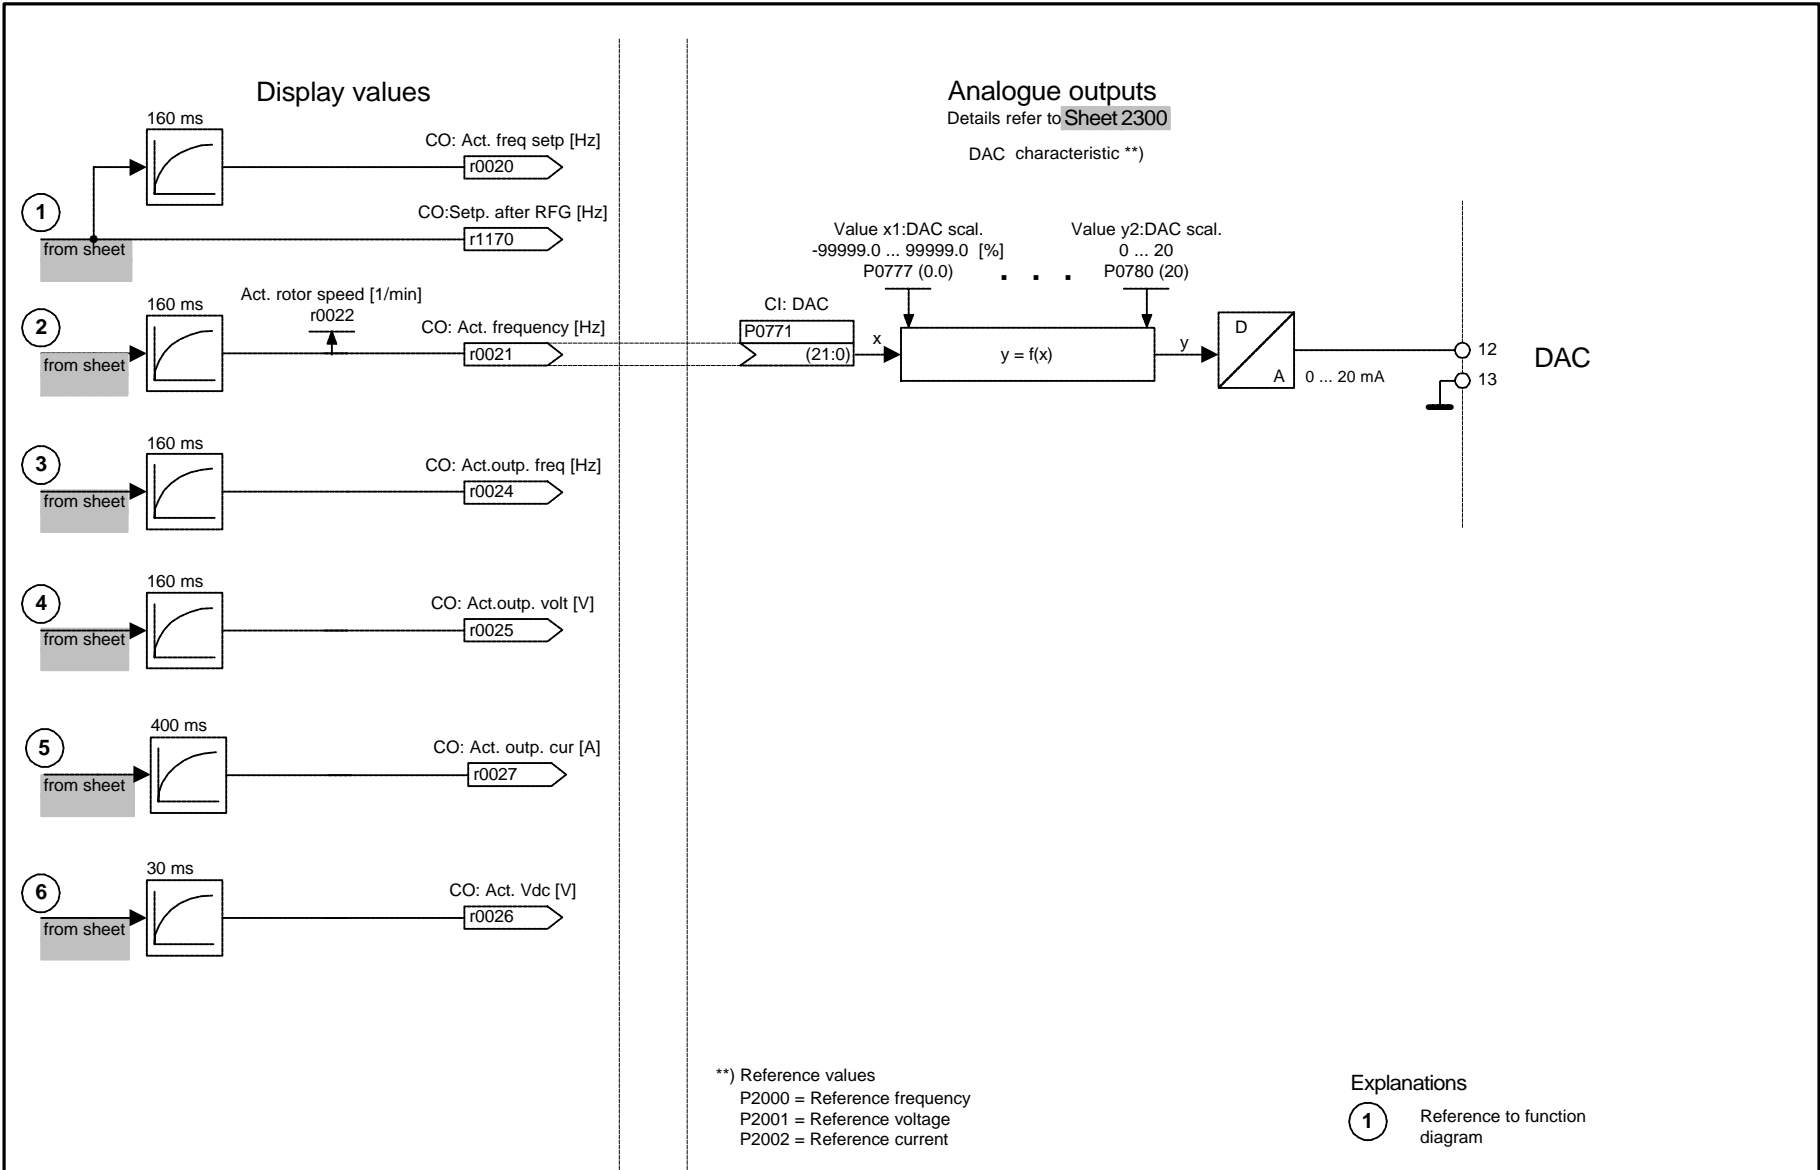 Display values
160 ms
CO: Act. freq setp [Hz]
r0020
1
from sheet
CO:Setp. after RFG [Hz]
r1170
2
from sheet
160 ms
Act. rotor speed [1/min]
r0022
CO: Act. frequency [Hz]
r0021
3
from sheet
160 ms
CO: Act.outp. freq [Hz]
r0024
4
from sheet
160 ms
CO: Act.outp. volt [V]
r0025
5
from sheet
400 ms
CO: Act. outp. cur [A]
r0027
6
from sheet
30 ms
CO: Act. Vdc [V]
r0026
Analogue outputs
Details refer to Sheet 2300
DAC characteristic **)
Value x1:DAC scal.
-99999.0 ... 99999.0 [%]
P0777 (0.0)
. . .
Value y2:DAC scal.
0 ... 20
P0780 (20)
CI: DAC
P0771
(21:0)
x
y = f(x)
y
D
A
0 ... 20 mA
12
13
DAC
**) Reference values
P2000 = Reference frequency
P2001 = Reference voltage
P2002 = Reference current
Explanations
1
Reference to function
diagram